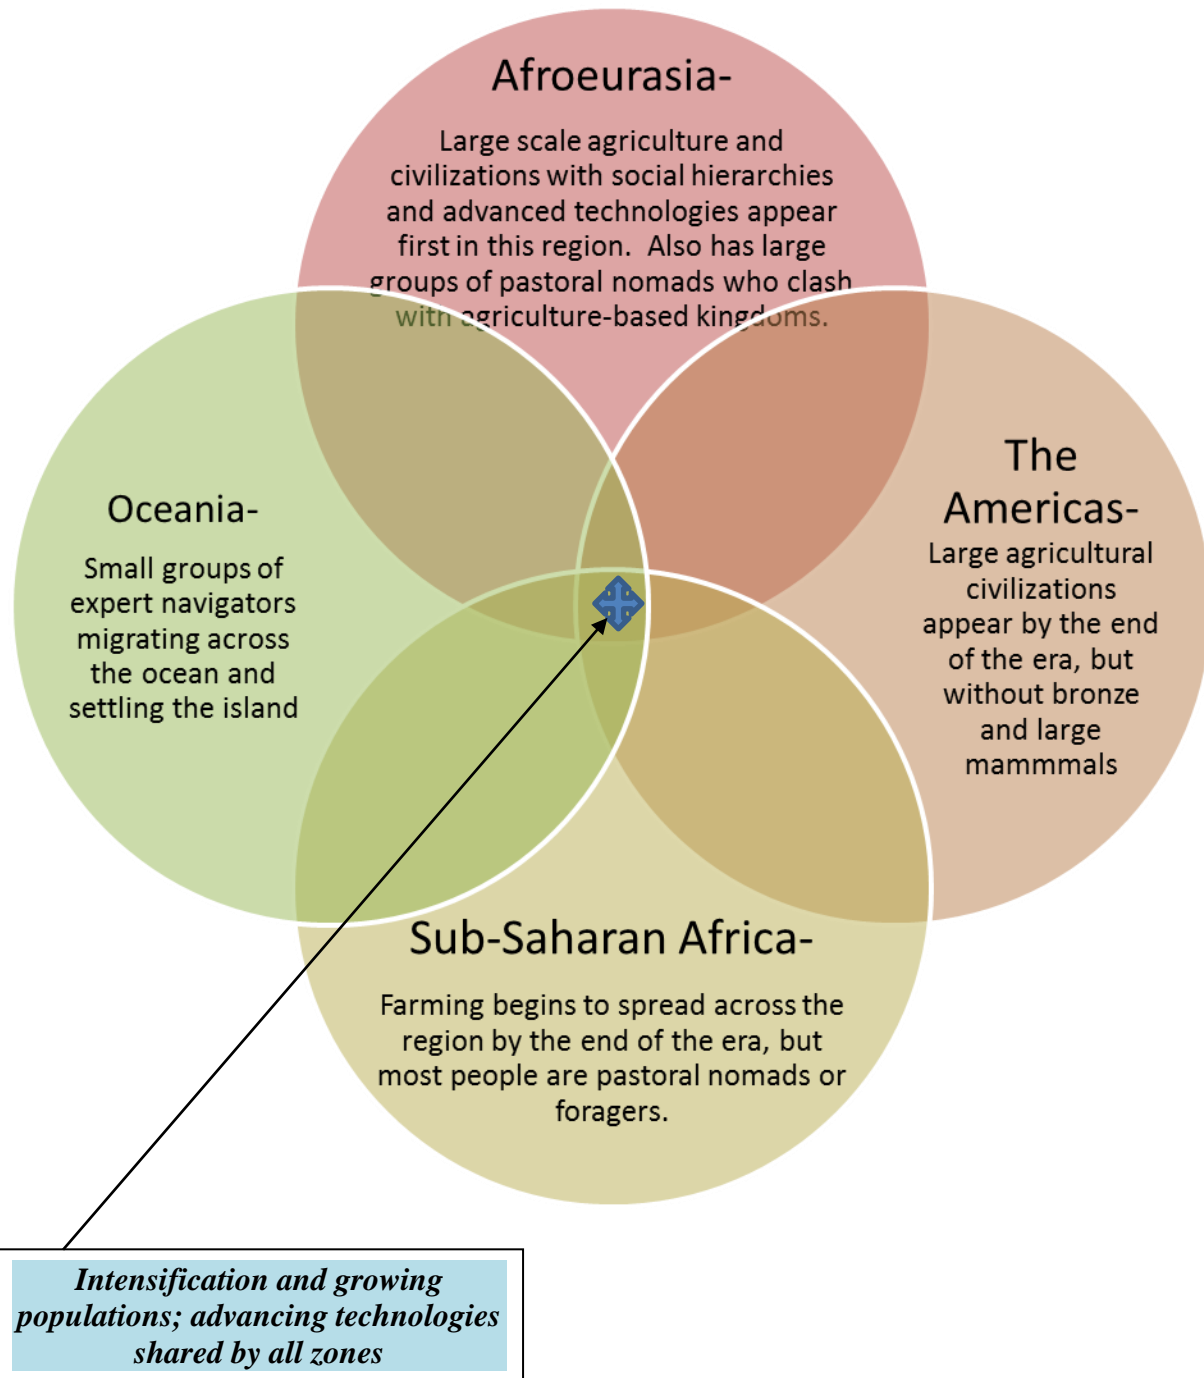 Afroeurasia-
Large scale agriculture and
civilizations with social hierarchies
and advanced technologies appear
first in this region.  Also has large
groups of pastoral nomads who clash
with agriculture-based kingdoms.
Oceania-
Small groups of
expert navigators
migrating across
the ocean and
settling the island
The
Americas-
Large agricultural
civilizations
appear by the end
of the era, but
without bronze
and large
mammmals
Sub-Saharan Africa-
Farming begins to spread across the
region by the end of the era, but
most people are pastoral nomads or
foragers.
Intensification and growing
populations; advancing technologies
shared by all zones